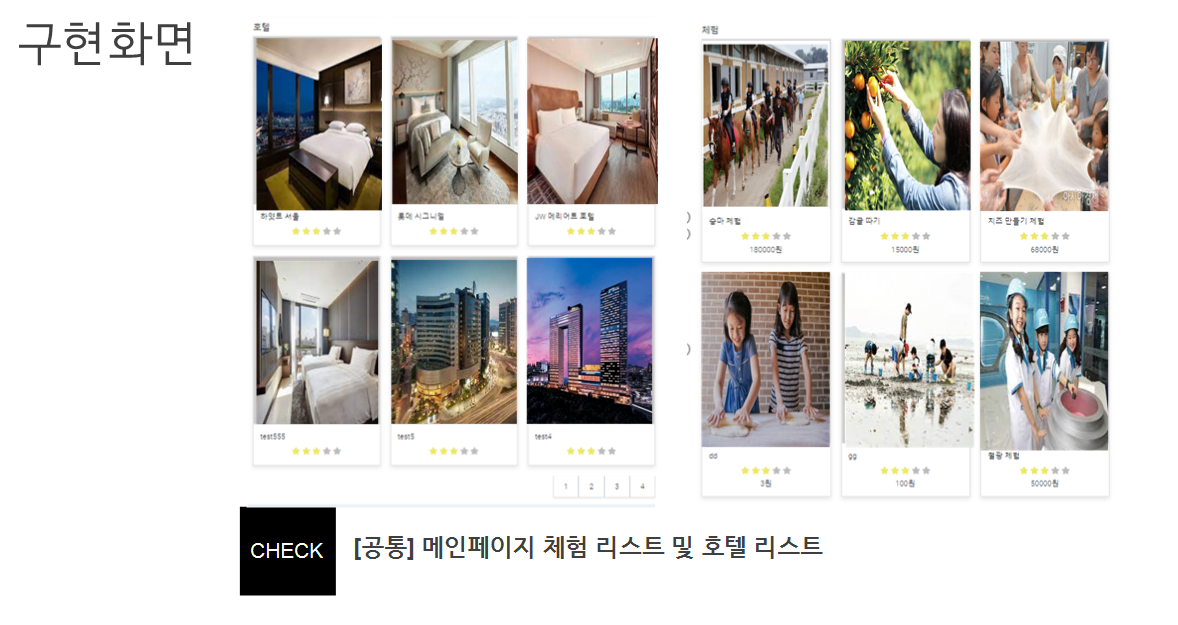 구현화면
호텔
하얏트 서울
롯데 시그니엘
JW 메리어트 호텔
test555
test5
test4
1 2 3 4
체험
승마 체험
180000원
감귤 따기
15000원
치즈 만들기 체험
68000원
dd
3원
gg
100원
체험
50000원
CHECK
[공통] 메인페이지 체험 리스트 및 호텔 리스트